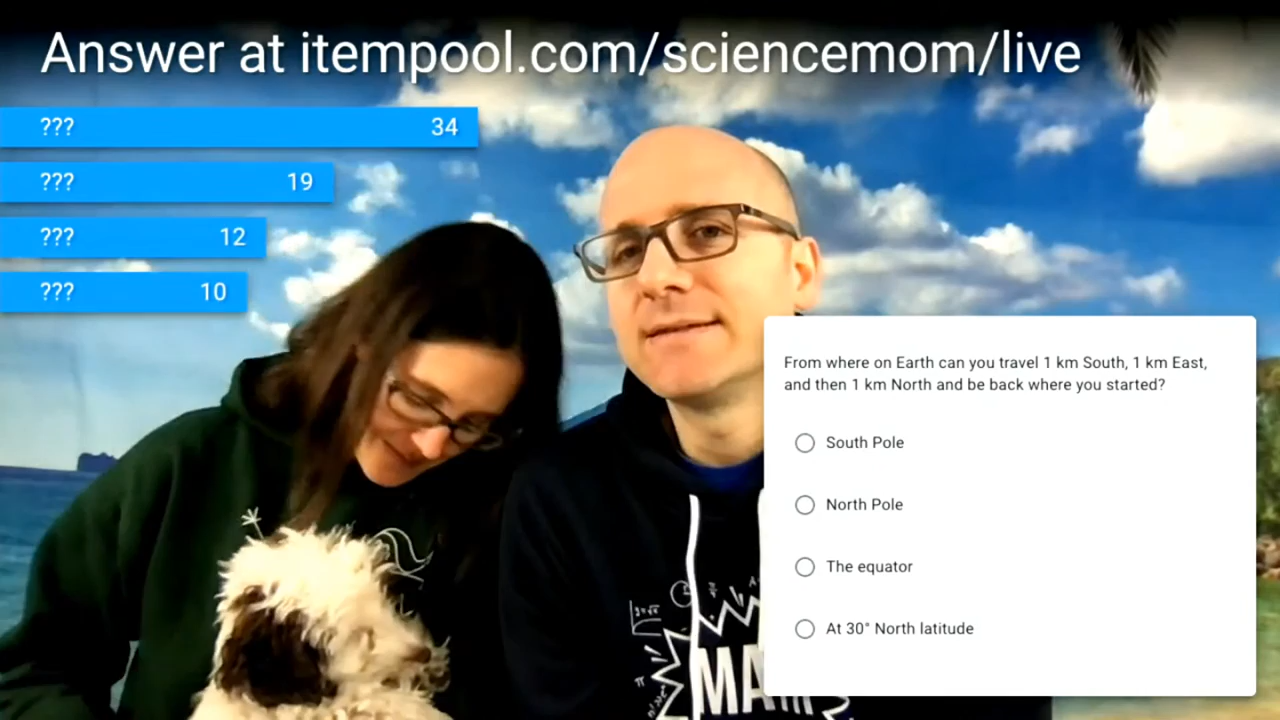 Answer at itempool.com/sciencemom/live
??? 34
??? 19
??? 12
??? 10
From where on Earth can you travel 1 km South, 1 km East,
and then 1 km North and be back where you started?
South Pole
North Pole
The equator
At 30° North latitude